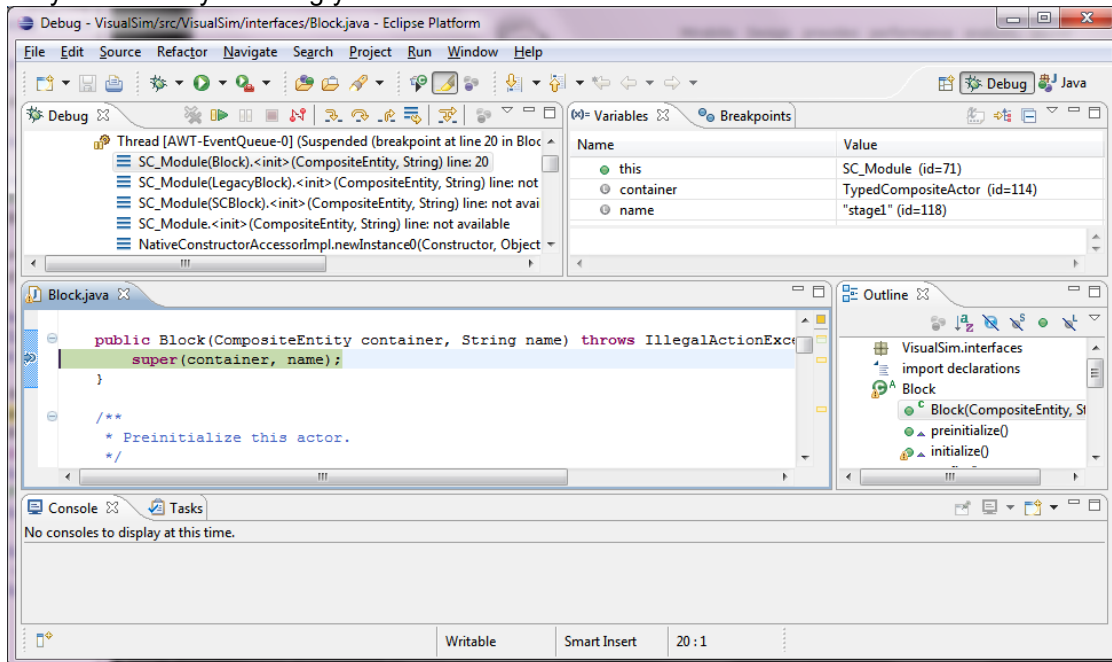 Debug - VisualSim/src/VisualSim/interfaces/Block.java - Eclipse Platform
File Edit Source Refactor Navigate Search Project Run Window Help
Debug Java
Debug
Thread [AWT-EventQueue-0] (Suspended (breakpoint at line 20 in Bloc
SC_Module(Block).<init>(CompositeEntity, String) line: 20
SC_Module(LegacyBlock).<init>(CompositeEntity, String) line: not
SC_Module(SCBlock).<init>(CompositeEntity, String) line: not avai
SC_Module.<init>(CompositeEntity, String) line: not available
NativeConstructorAccessorImpl.newInstance0(Constructor, Object
(x)= Variables Breakpoints
Name Value
this SC_Module (id=71)
container TypedCompositeActor (id=114)
name "stage1" (id=118)
Block.java
public Block(CompositeEntity container, String name) throws IllegalActionExce
super(container, name);
}
/**
* Preinitialize this actor.
*/
Outline
VisualSim.interfaces
import declarations
Block
Block(CompositeEntity, St
preinitialize()
initialize()
Console Tasks
No consoles to display at this time.
Writable Smart Insert 20 : 1